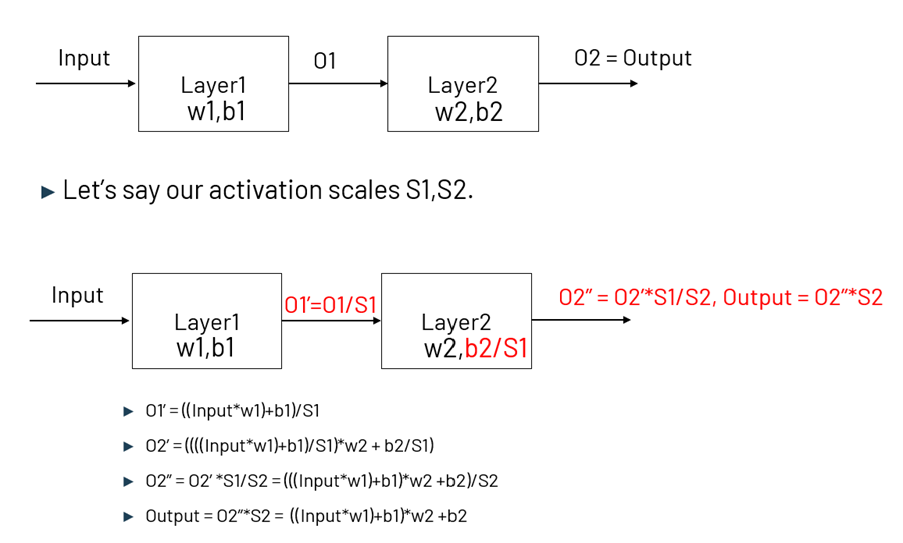 Input
O1
O2 = Output
Layer1
w1,b1
Layer2
w2,b2
► Let’s say our activation scales S1,S2.
Input
O1’=O1/S1
O2” = O2’*S1/S2, Output = O2”*S2
Layer1
w1,b1
Layer2
w2,b2/S1
► O1’ = ((Input*w1)+b1)/S1
► O2’ = ((((Input*w1)+b1)/S1)*w2 + b2/S1)
► O2” = O2’ *S1/S2 = (((Input*w1)+b1)*w2 +b2)/S2
► Output = O2”*S2 = ((Input*w1)+b1)*w2 +b2